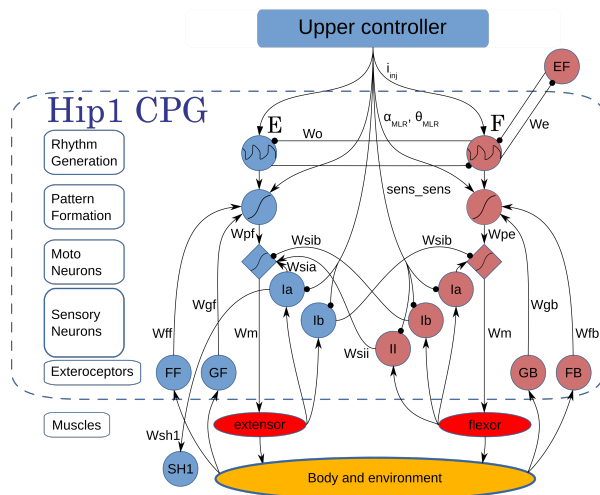 Upper controller
i_inj
EF
Hip1 CPG
E
F
α_MLR, θ_MLR
We
Wo
Rhythm
Generation
sens_sens
Pattern
Formation
Wpf
Wsib
Wsib
Wpe
Moto
Neurons
Wsia
Ia
Ia
Sensory
Neurons
Wgf
Wgb
Ib
Ib
Wff
Wm
Wsii
II
Wm
Wfb
Exteroceptors
FF
GF
GB
FB
Muscles
extensor
flexor
Wsh1
SH1
Body and environment